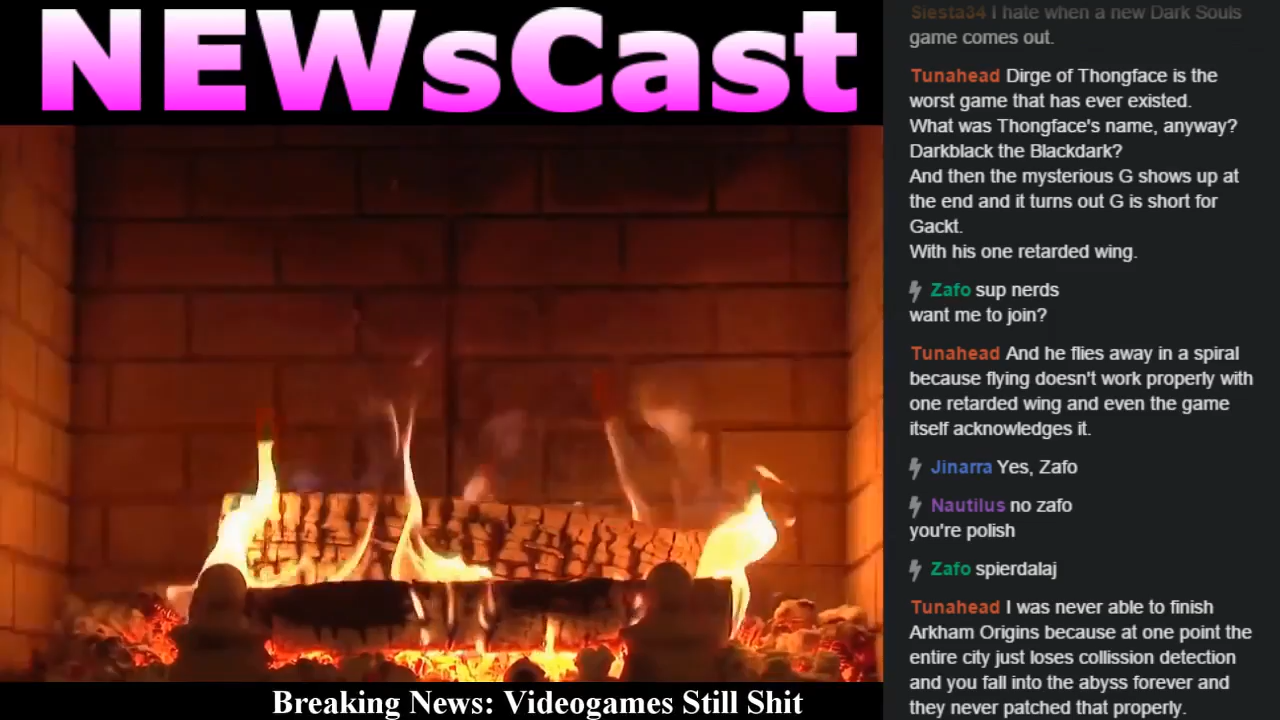 NEWsCast
Siesta34 I hate when a new Dark Souls
game comes out.
Tunahead Dirge of Thongface is the
worst game that has ever existed.
What was Thongface's name, anyway?
Darkblack the Blackdark?
And then the mysterious G shows up at
the end and it turns out G is short for
Gackt.
With his one retarded wing.
Zafo sup nerds
want me to join?
Tunahead And he flies away in a spiral
because flying doesn't work properly with
one retarded wing and even the game
itself acknowledges it.
Jinarra Yes, Zafo
Nautilus no zafo
you're polish
Zafo spierdalaj
Tunahead I was never able to finish
Arkham Origins because at one point the
entire city just loses collission detection
and you fall into the abyss forever and
they never patched that properly.
Breaking News: Videogames Still Shit